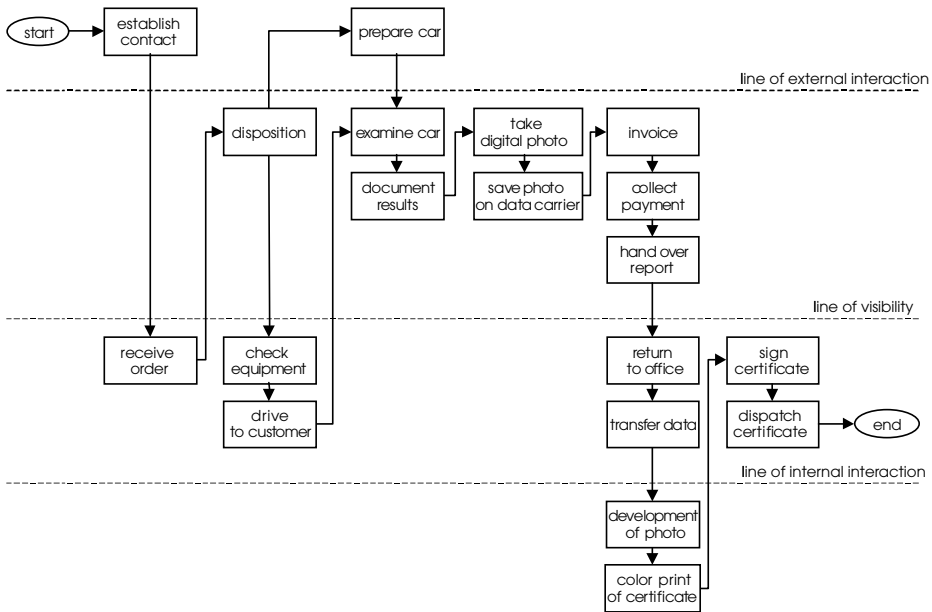 start
establish
contact
prepare car
line of external interaction
disposition
examine car
take
digital photo
invoice
document
results
save photo
on data carrier
collect
payment
hand over
report
line of visibility
receive
order
check
equipment
return
to office
sign
certificate
drive
to customer
transfer data
dispatch
certificate
end
line of internal interaction
development
of photo
color print
of certificate